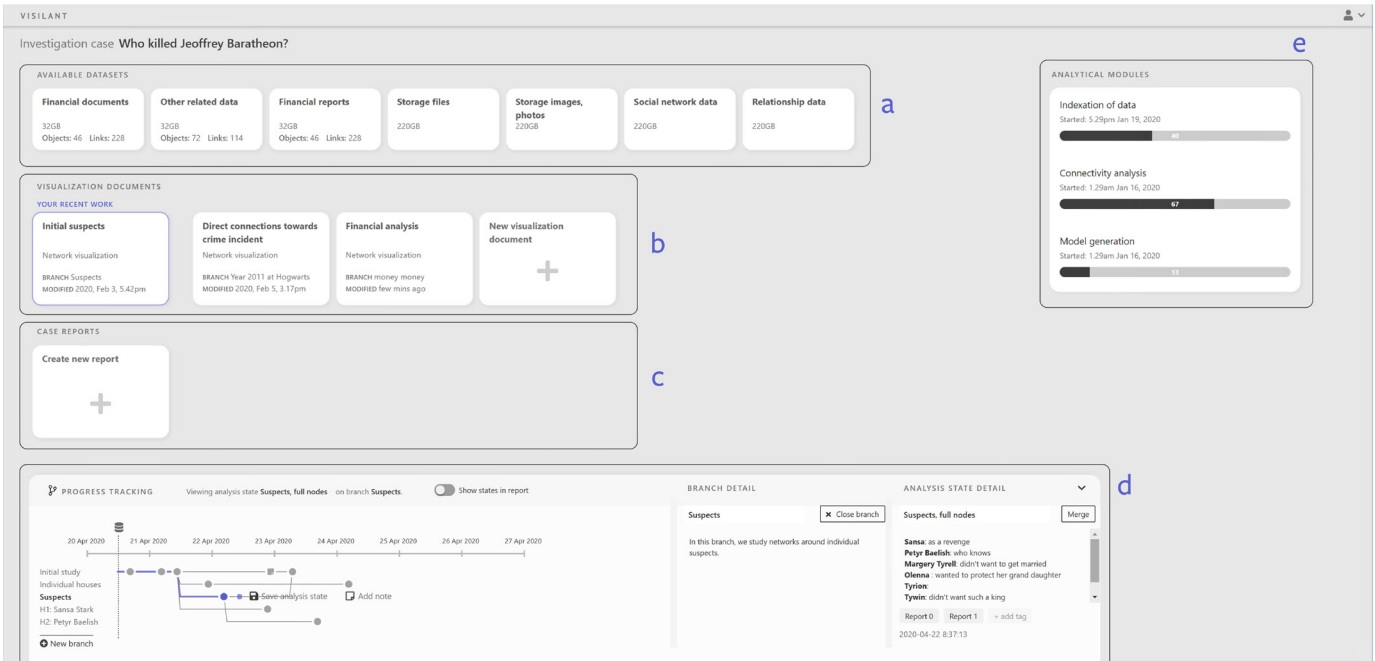 VISILANT
Investigation case Who killed Jeoffrey Baratheon?
e
AVAILABLE DATASETS
Financial documents
32GB
Objects: 46 Links: 228
Other related data
32GB
Objects: 72 Links: 114
Financial reports
32GB
Objects: 46 Links: 228
Storage files
220GB
Storage images,
photos
220GB
Social network data
220GB
Relationship data
220GB
a
ANALYTICAL MODULES
Indexation of data
Started: 5.29pm Jan 19, 2020
40
Connectivity analysis
Started: 1.29am Jan 16, 2020
67
Model generation
Started: 1.29am Jan 16, 2020
13
VISUALIZATION DOCUMENTS
YOUR RECENT WORK
Initial suspects
Network visualization
BRANCH Suspects
MODIFIED 2020, Feb 3, 5.42pm
Direct connections towards
crime incident
Network visualization
BRANCH Year 2011 at Hogwarts
MODIFIED 2020, Feb 5, 3.17pm
Financial analysis
Network visualization
BRANCH money money
MODIFIED few mins ago
New visualization
document
b
CASE REPORTS
Create new report
c
d
PROGRESS TRACKING
Viewing analysis state Suspects, full nodes on branch Suspects.
Show states in report
20 Apr 2020 21 Apr 2020 22 Apr 2020 23 Apr 2020 24 Apr 2020 25 Apr 2020 26 Apr 2020 27 Apr 2020
Initial study
Individual houses
Suspects
Save analysis state Add note
H1: Sansa Stark
H2: Petyr Baelish
New branch
BRANCH DETAIL
Suspects
Close branch
In this branch, we study networks around individual
suspects.
ANALYSIS STATE DETAIL
Suspects, full nodes
Merge
Sansa: as a revenge
Petyr Baelish: who knows
Margery Tyrell: didn't want to get married
Olenna : wanted to protect her grand daughter
Tyrion:
Tywin: didn't want such a king
Report 0 Report 1 + add tag
2020-04-22 8:37:13